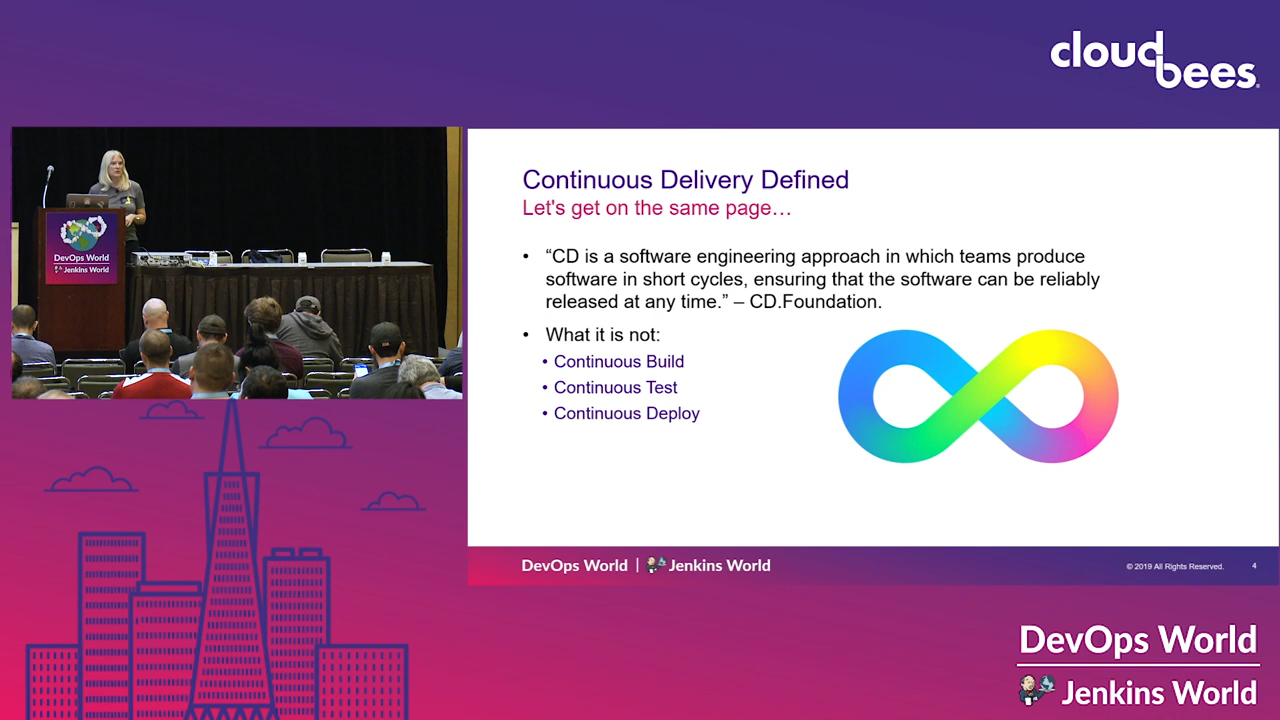 cloudbees
DevOps World
Jenkins World
Continuous Delivery Defined
Let's get on the same page…
• “CD is a software engineering approach in which teams produce
software in short cycles, ensuring that the software can be reliably
released at any time.” – CD.Foundation.
• What it is not:
• Continuous Build
• Continuous Test
• Continuous Deploy
DevOps World | Jenkins World
© 2019 All Rights Reserved. 4
DevOps World
Jenkins World